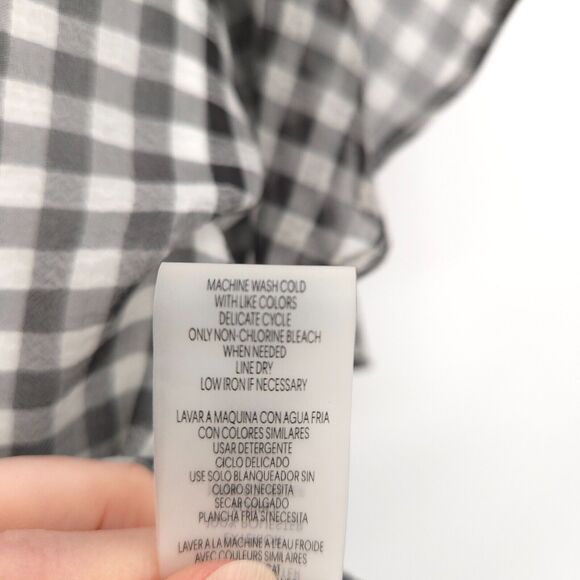 MACHINE WASH COLD
WITH LIKE COLORS
DELICATE CYCLE
ONLY NON-CHLORINE BLEACH
WHEN NEEDED
LINE DRY
LOW IRON IF NECESSARY
LAVAR A MAQUINA CON AGUA FRIA
CON COLORES SIMILARES
USAR DETERGENTE
CICLO DELICADO
USE SOLO BLANQUEADOR SIN
CLORO SI NECESITA
SECAR COLGADO
PLANCHA FRIA SI NECESITA
LAVER A LA MACHINE A L'EAU FROIDE
AVEC COULEURS SIMILAIRES